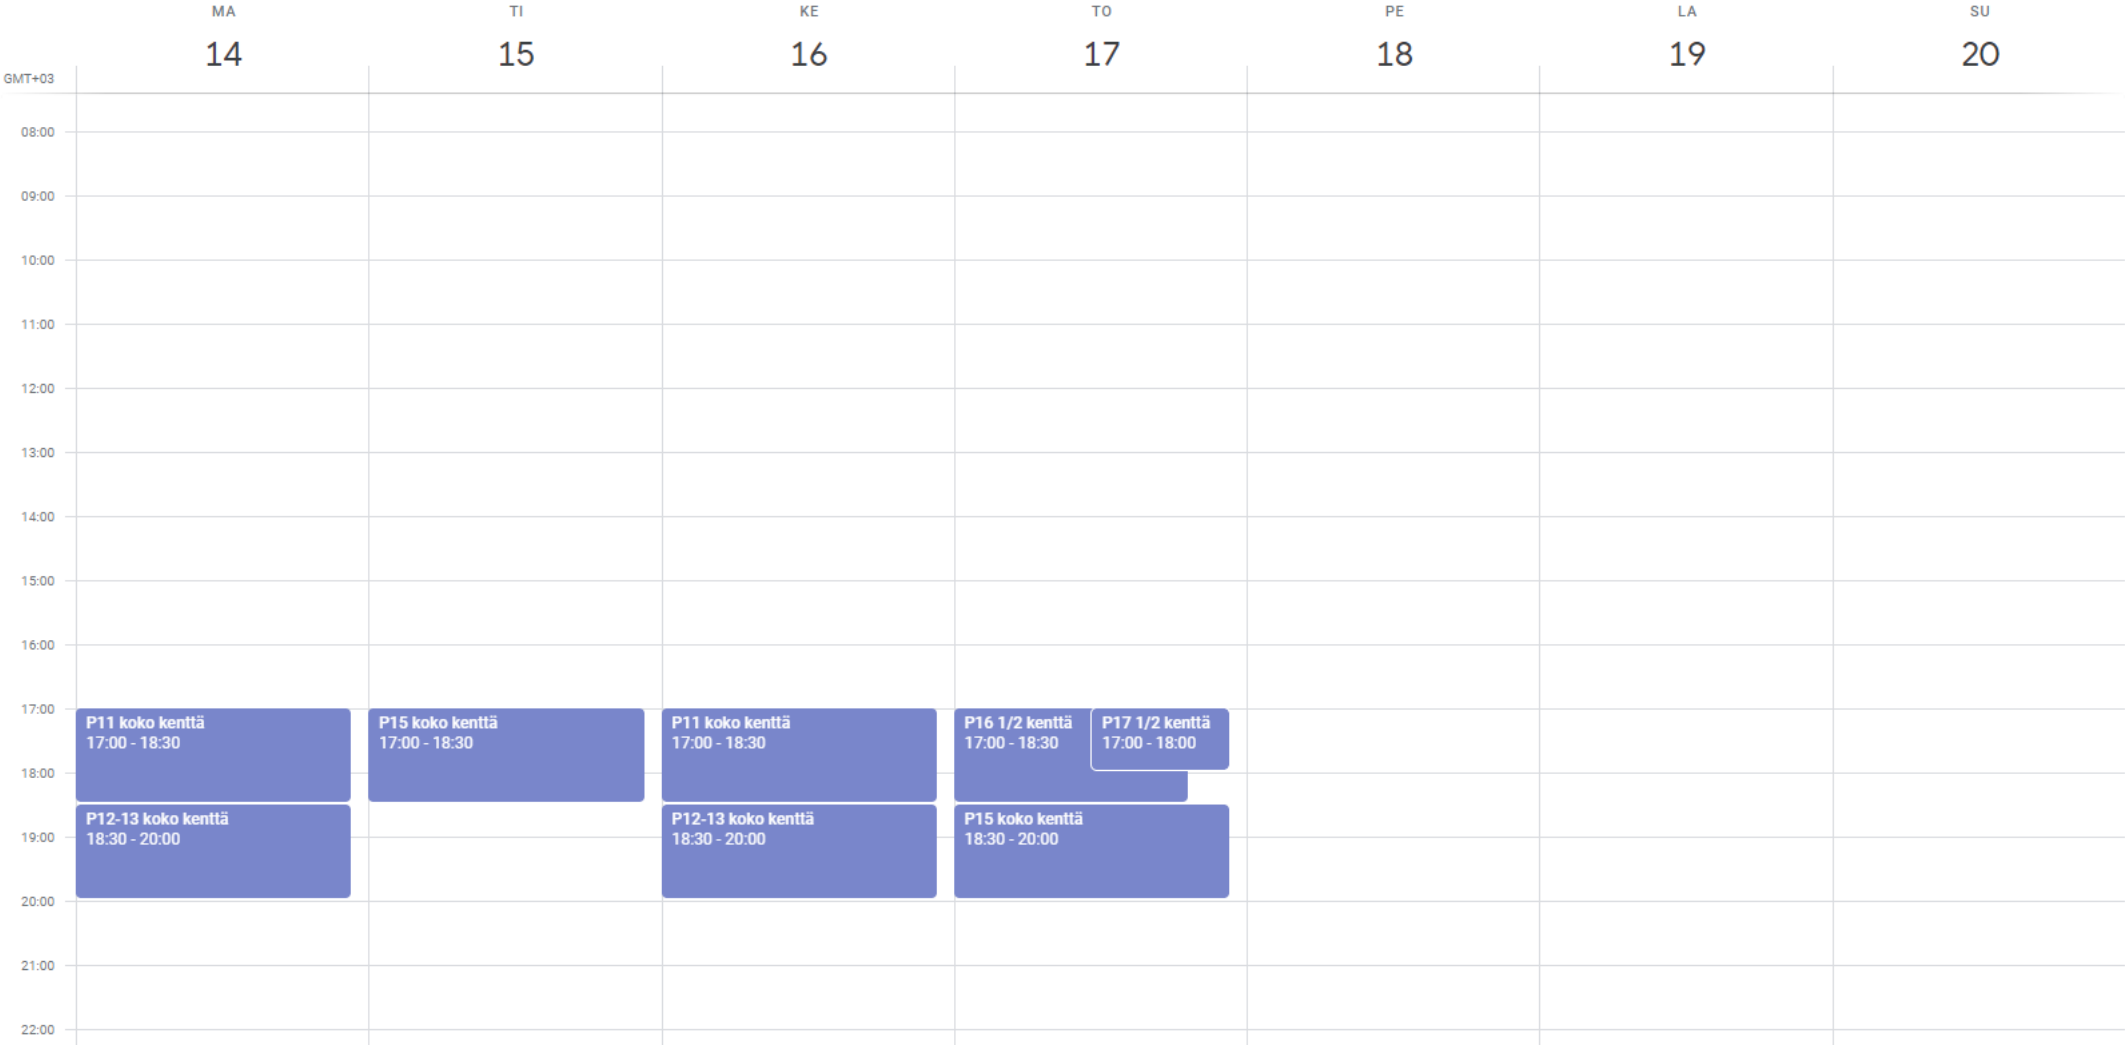 MA
TI
KE
TO
PE
LA
SU
14
15
16
17
18
19
20
GMT+03
08:00
09:00
10:00
11:00
12:00
13:00
14:00
15:00
16:00
17:00
18:00
19:00
20:00
21:00
22:00
P11 koko kenttä
17:00 - 18:30
P12-13 koko kenttä
18:30 - 20:00
P15 koko kenttä
17:00 - 18:30
P11 koko kenttä
17:00 - 18:30
P12-13 koko kenttä
18:30 - 20:00
P16 1/2 kenttä
17:00 - 18:30
P17 1/2 kenttä
17:00 - 18:00
P15 koko kenttä
18:30 - 20:00